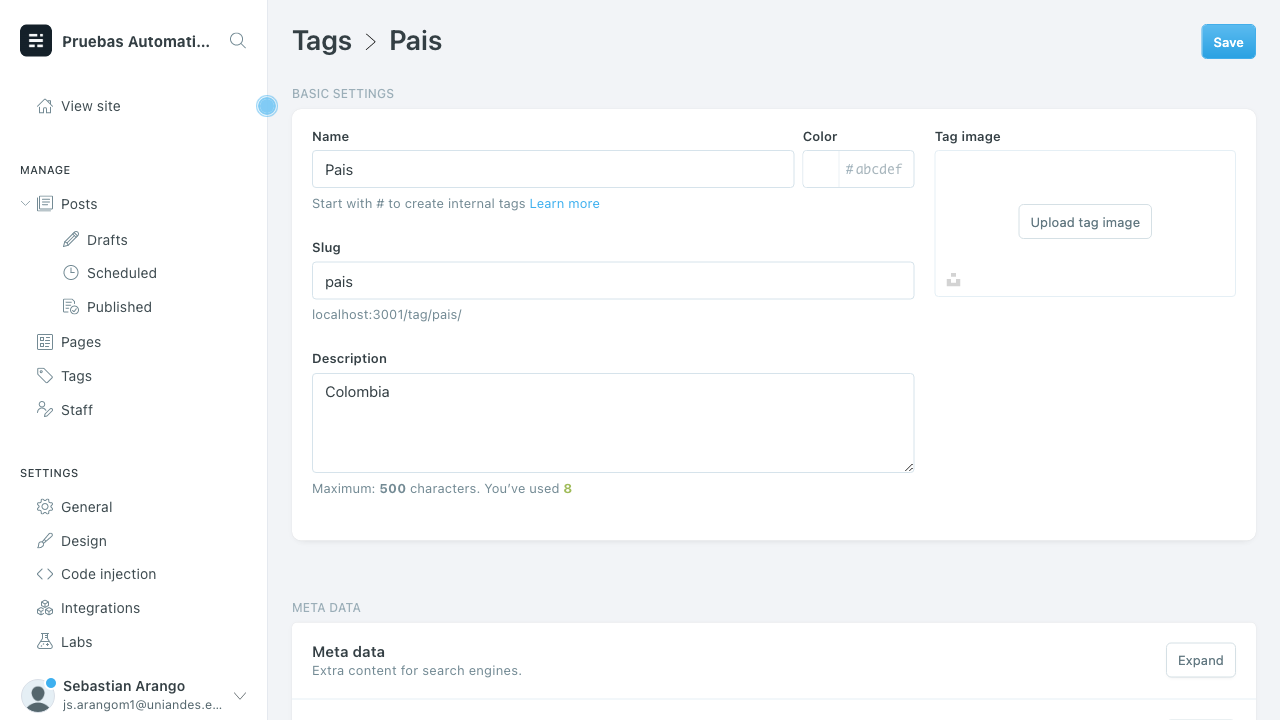 Pruebas Automati...
View site
MANAGE
Posts
Drafts
Scheduled
Published
Pages
Tags
Staff
SETTINGS
General
Design
Code injection
Integrations
Labs
Sebastian Arango
js.arangom1@uniandes.e...
Tags > Pais
Save
BASIC SETTINGS
Name
Pais
Start with # to create internal tags Learn more
Color
#abcdef
Slug
pais
localhost:3001/tag/pais/
Description
Colombia
Maximum: 500 characters. You’ve used 8
Tag image
Upload tag image
META DATA
Meta data
Extra content for search engines.
Expand